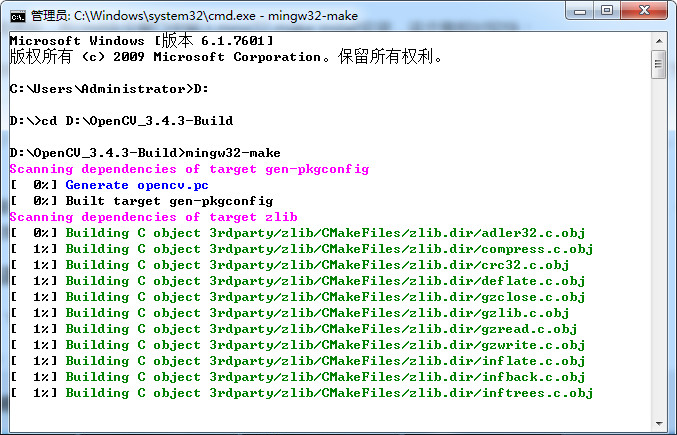 管理员: C:\Windows\system32\cmd.exe - mingw32-make
Microsoft Windows [版本 6.1.7601]
版权所有 (c) 2009 Microsoft Corporation。保留所有权利。
C:\Users\Administrator>D:
D:\>cd D:\OpenCV_3.4.3-Build
D:\OpenCV_3.4.3-Build>mingw32-make
Scanning dependencies of target gen-pkgconfig
[  0%] Generate opencv.pc
[  0%] Built target gen-pkgconfig
Scanning dependencies of target zlib
[  0%] Building C object 3rdparty/zlib/CMakeFiles/zlib.dir/adler32.c.obj
[  1%] Building C object 3rdparty/zlib/CMakeFiles/zlib.dir/compress.c.obj
[  1%] Building C object 3rdparty/zlib/CMakeFiles/zlib.dir/crc32.c.obj
[  1%] Building C object 3rdparty/zlib/CMakeFiles/zlib.dir/deflate.c.obj
[  1%] Building C object 3rdparty/zlib/CMakeFiles/zlib.dir/gzclose.c.obj
[  1%] Building C object 3rdparty/zlib/CMakeFiles/zlib.dir/gzlib.c.obj
[  1%] Building C object 3rdparty/zlib/CMakeFiles/zlib.dir/gzread.c.obj
[  1%] Building C object 3rdparty/zlib/CMakeFiles/zlib.dir/gzwrite.c.obj
[  1%] Building C object 3rdparty/zlib/CMakeFiles/zlib.dir/inflate.c.obj
[  1%] Building C object 3rdparty/zlib/CMakeFiles/zlib.dir/infback.c.obj
[  1%] Building C object 3rdparty/zlib/CMakeFiles/zlib.dir/inftrees.c.obj